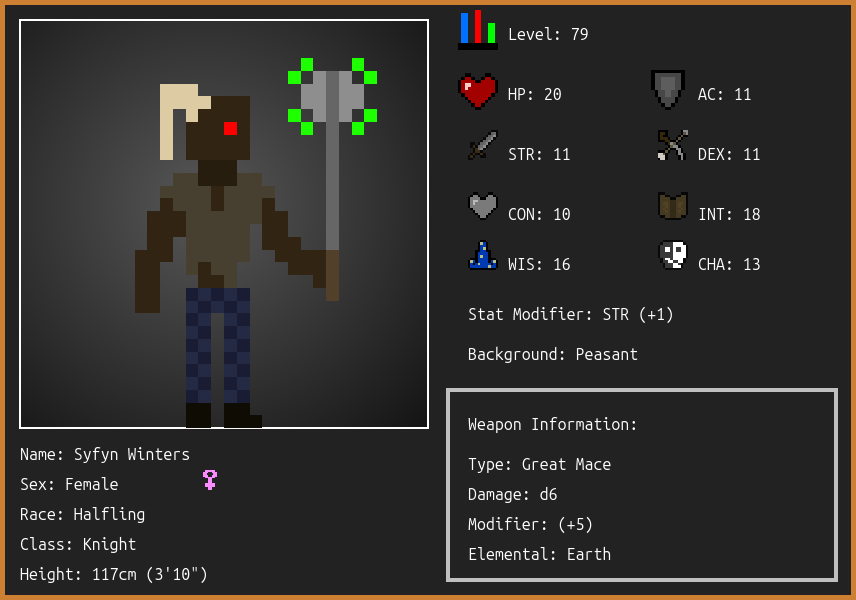 Level: 79
HP: 20
AC: 11
STR: 11
DEX: 11
CON: 10
INT: 18
WIS: 16
CHA: 13
Stat Modifier: STR (+1)
Background: Peasant
Weapon Information:
Type: Great Mace
Damage: d6
Modifier: (+5)
Elemental: Earth
Name: Syfyn Winters
Sex: Female
Race: Halfling
Class: Knight
Height: 117cm (3'10")